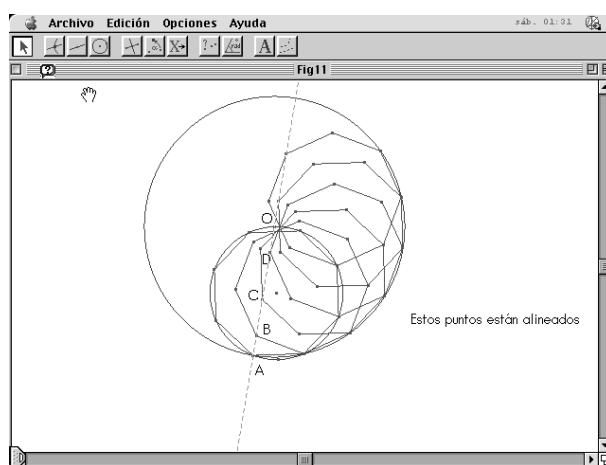 Archivo Edición Opciones Ayuda
sáb. 01:31
X
?
A
Fig11
O
D
C
B
A
Estos puntos están alineados